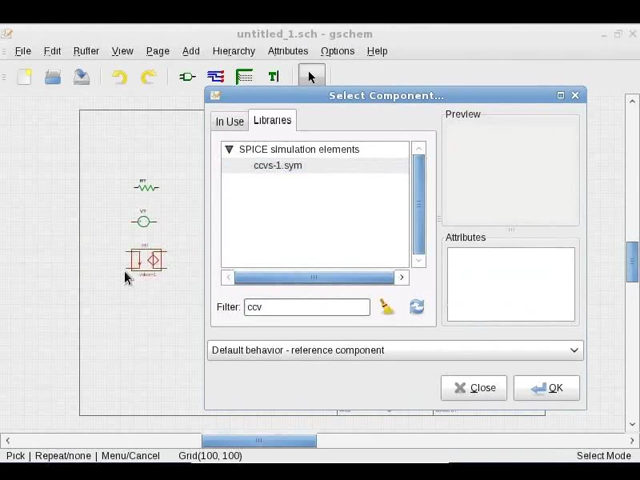 untitled_1.sch - gschem
File Edit Buffer View Page Add Hierarchy Attributes Options Help
Select Component...
In Use Libraries
Preview
SPICE simulation elements
ccvs-1.sym
Attributes
Filter: ccv
Default behavior - reference component
Close OK
Pick | Repeat/none | Menu/Cancel Grid(100, 100) Select Mode